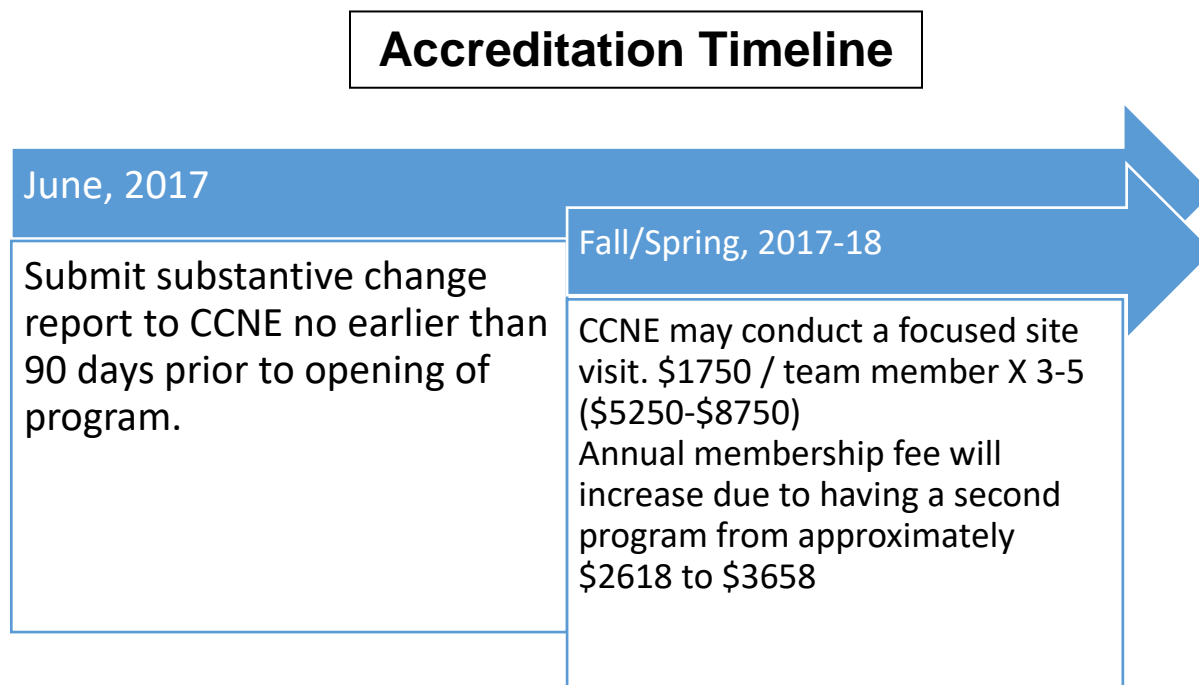 Accreditation Timeline
June, 2017
Submit substantive change
report to CCNE no earlier than
90 days prior to opening of
program.
Fall/Spring, 2017-18
CCNE may conduct a focused site
visit. $1750 / team member X 3-5
($5250-$8750)
Annual membership fee will
increase due to having a second
program from approximately
$2618 to $3658